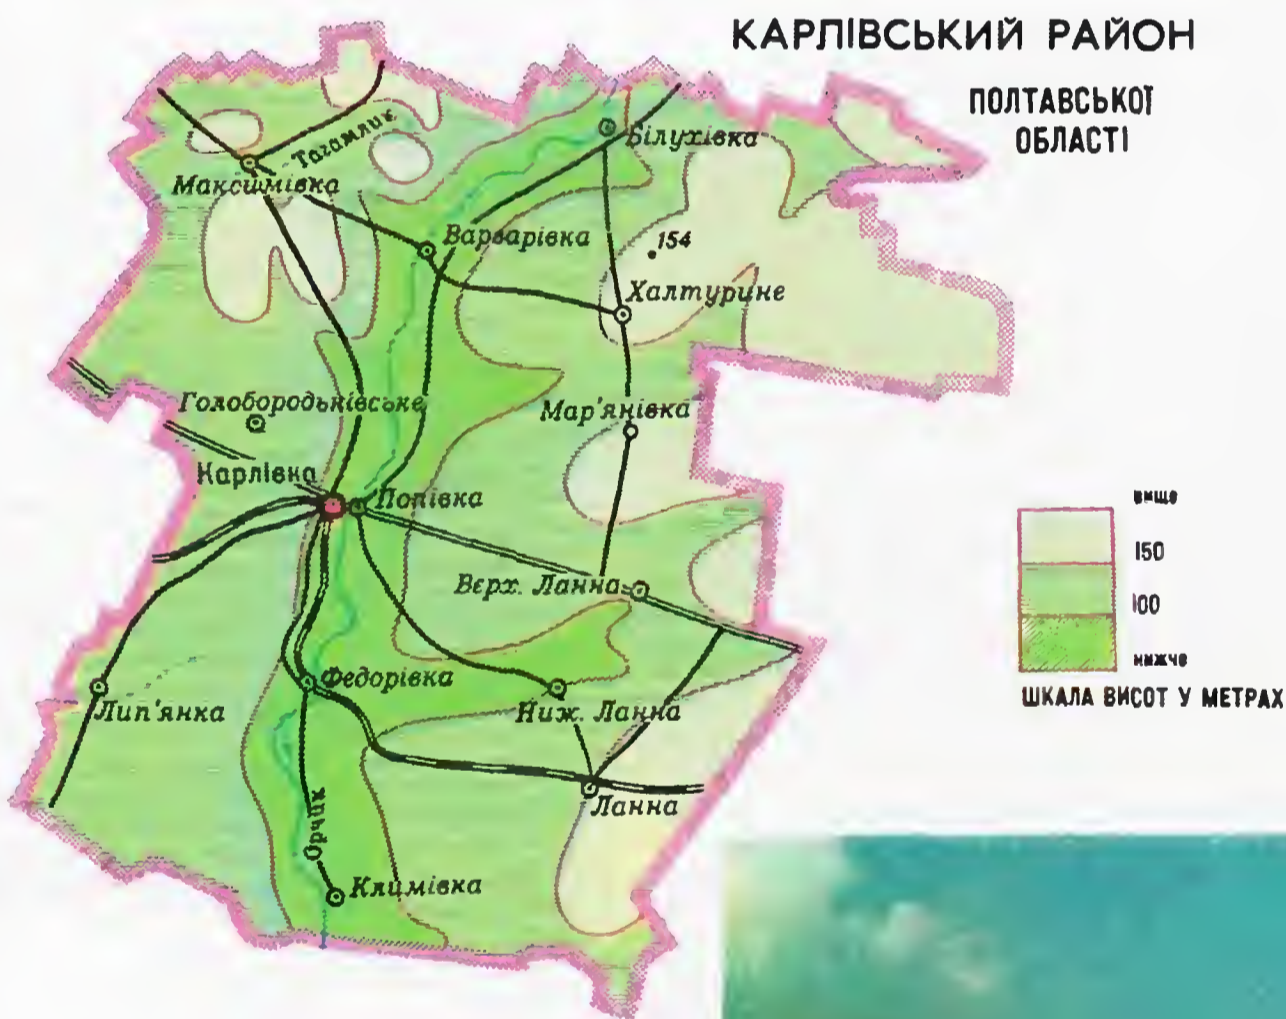 КАРЛІВСЬКИЙ РАЙОН
ПОЛТАВСЬКОЇ
ОБЛАСТІ
Тагамлик
Білухівка
Максимівка
Варварівка
154
Халтурине
Голобородьківське
Мар'янівка
Карлівка
Попівка
вище
150
100
нижче
ШКАЛА ВИСОТ У МЕТРАХ
Верх. Ланна
Федорівка
Лип'янка
Ниж. Ланна
Ланна
Орчик
Климівка